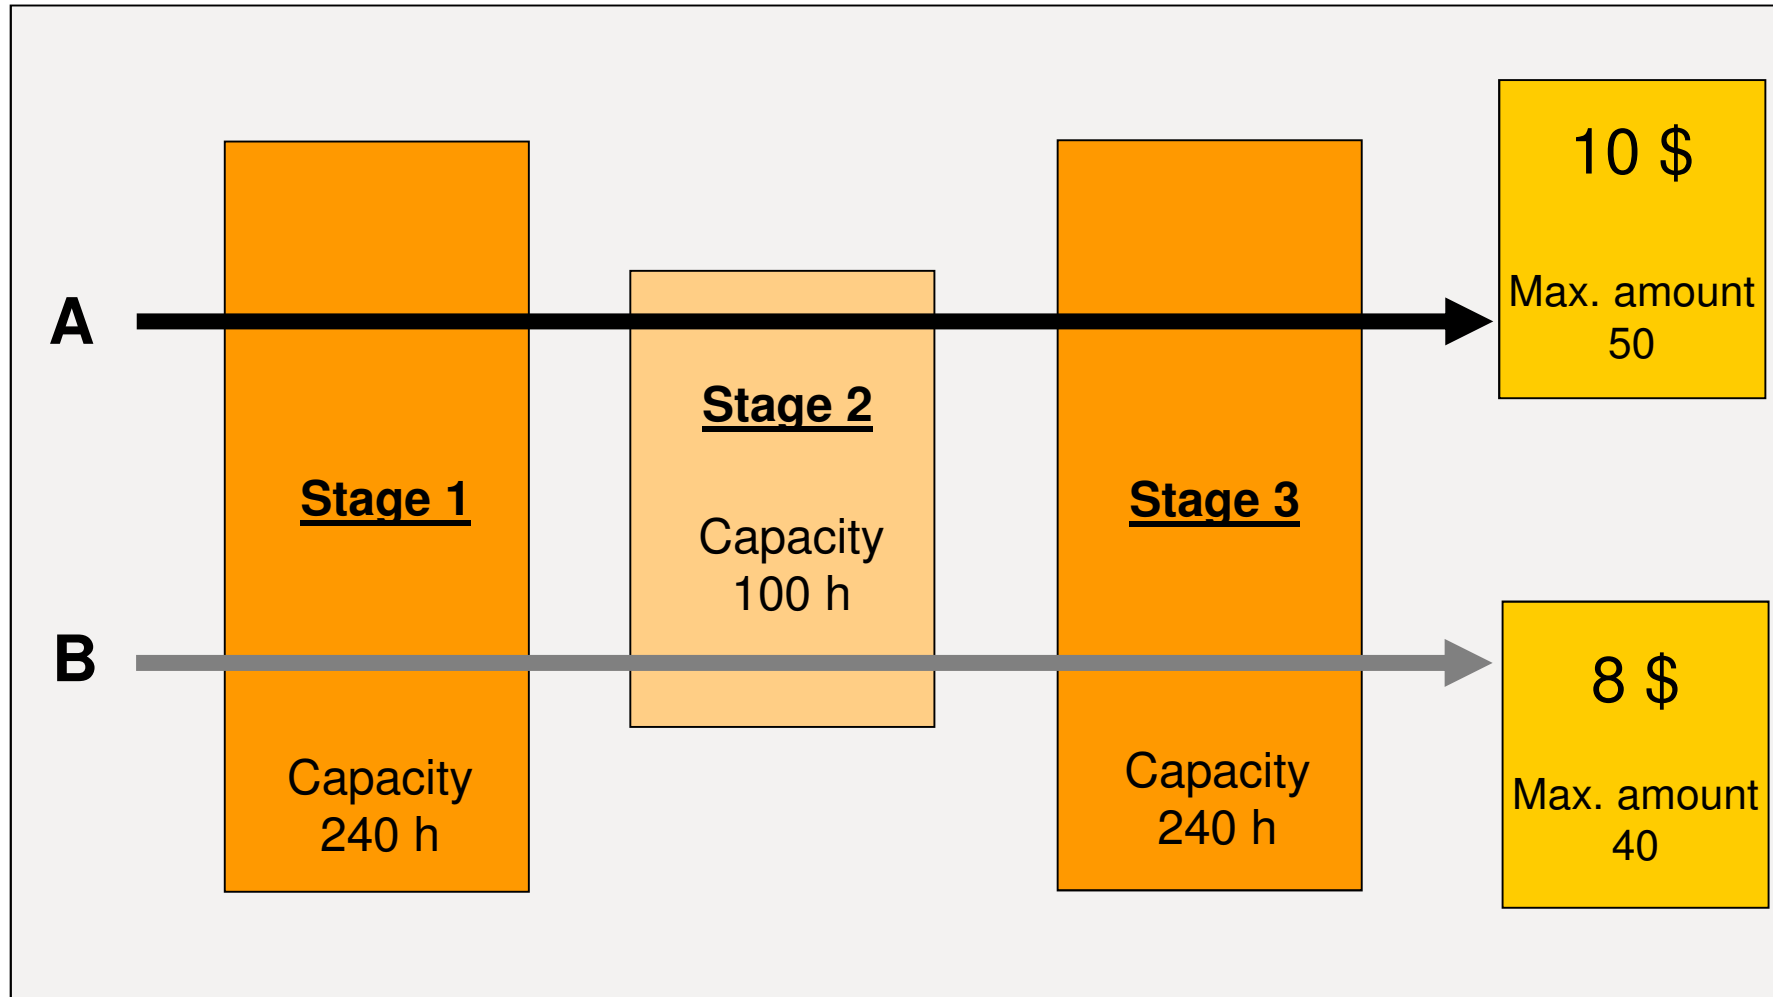 A
B
Stage 1
Capacity
240 h
Stage 2
Capacity
100 h
Stage 3
Capacity
240 h
10 $
Max. amount
50
8 $
Max. amount
40